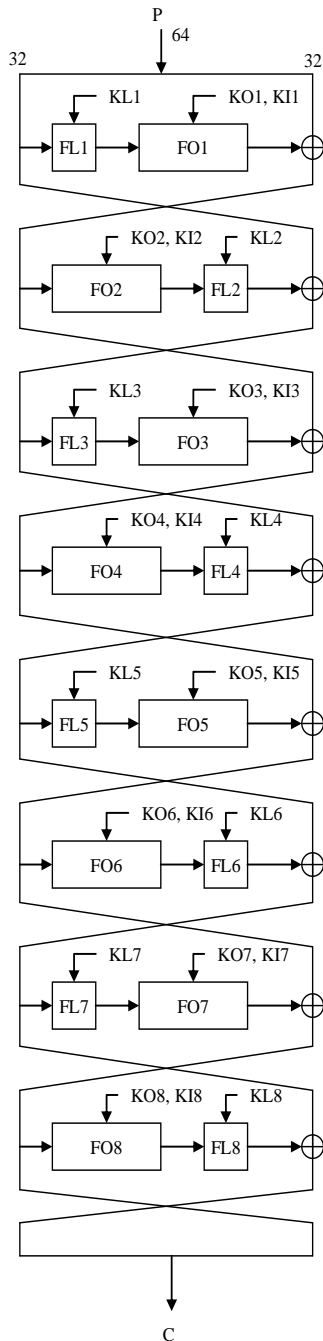 P
64
32
32
KL1
KO1, KI1
FL1
FO1
KO2, KI2
KL2
FO2
FL2
KL3
KO3, KI3
FL3
FO3
KO4, KI4
KL4
FO4
FL4
KL5
KO5, KI5
FL5
FO5
KO6, KI6
KL6
FO6
FL6
KL7
KO7, KI7
FL7
FO7
KO8, KI8
KL8
FO8
FL8
C